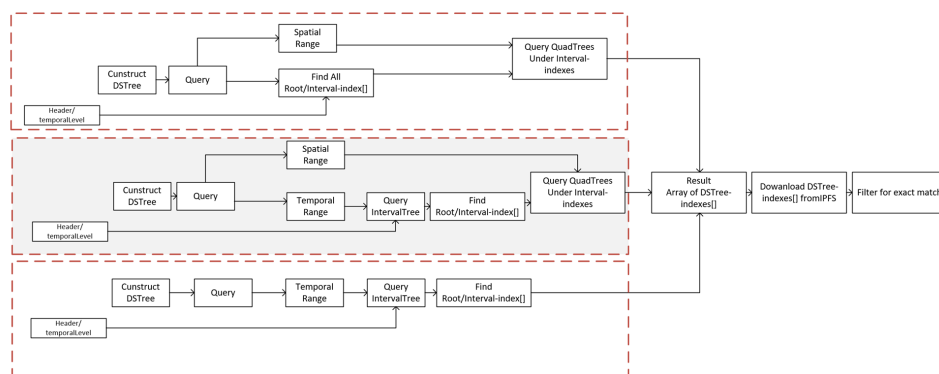 Spatial
Range
Query QuadTrees
Under Interval-
indexes
Cunstruct
DSTree
Query
Find All
Root/Interval-index[]
Header/
temporalLevel
Spatial
Range
Query QuadTrees
Under Interval-
indexes
Construct
DSTree
Query
Temporal
Range
Query
IntervalTree
Find
Root/Interval-index[]
Header/
temporalLevel
Result
Array of DSTree-
indexes[]
Dowanload DSTree-
indexes[] fromIPFS
Filter for exact match
Construct
DSTree
Query
Temporal
Range
Query
IntervalTree
Find
Root/Interval-index[]
Header/
temporalLevel